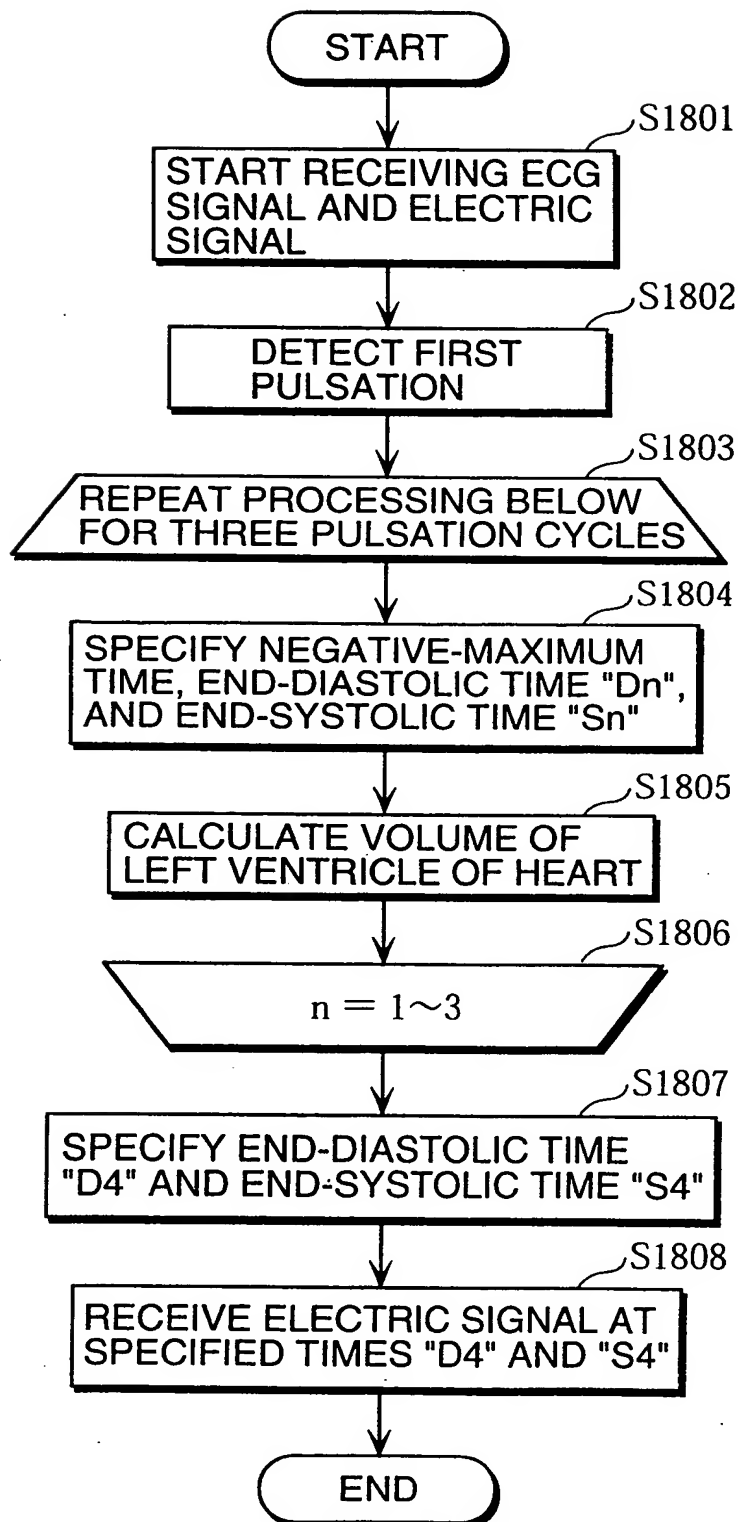 START
S1801
START RECEIVING ECG
SIGNAL AND ELECTRIC
SIGNAL
S1802
DETECT FIRST
PULSATION
S1803
REPEAT PROCESSING BELOW
FOR THREE PULSATION CYCLES
S1804
SPECIFY NEGATIVE-MAXIMUM
TIME, END-DIASTOLIC TIME "Dn",
AND END-SYSTOLIC TIME "Sn"
S1805
CALCULATE VOLUME OF
LEFT VENTRICLE OF HEART
S1806
n = 1~3
S1807
SPECIFY END-DIASTOLIC TIME
"D4" AND END-SYSTOLIC TIME "S4"
S1808
RECEIVE ELECTRIC SIGNAL AT
SPECIFIED TIMES "D4" AND "S4"
END